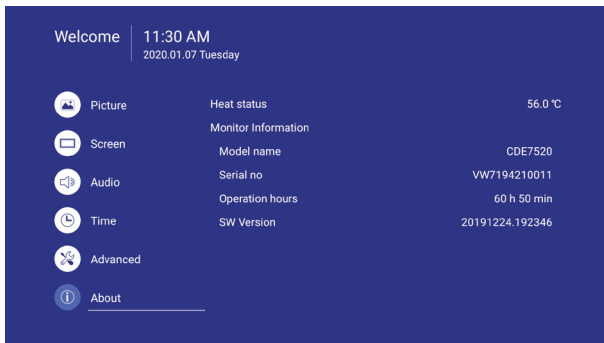 Welcome
11:30 AM
2020.01.07 Tuesday
Picture
Screen
Audio
Time
Advanced
About
Heat status 56.0 ℃
Monitor Information
Model name CDE7520
Serial no VW7194210011
Operation hours 60 h 50 min
SW Version 20191224.192346